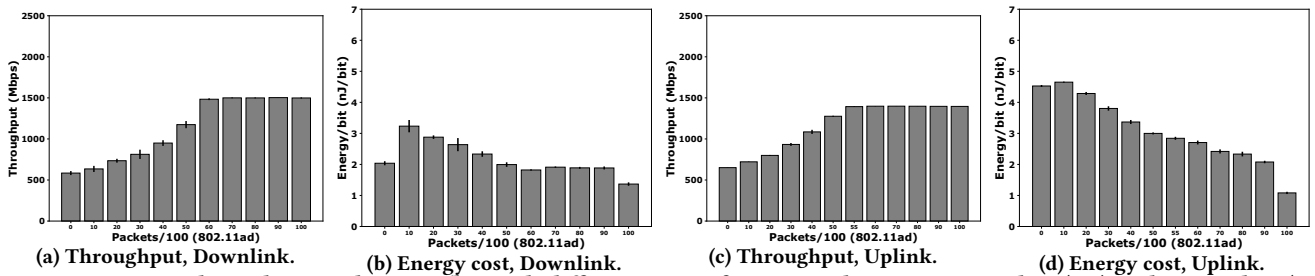 2500
2000
1500
1000
500
0
Throughput (Mbps)
0 10 20 30 40 50 60 70 80 90 100
Packets/100 (802.11ad)
(a) Throughput, Downlink.
7
6
5
4
3
2
1
0
Energy/bit (nJ/bit)
0 10 20 30 40 50 60 70 80 90 100
Packets/100 (802.11ad)
(b) Energy cost, Downlink.
2500
2000
1500
1000
500
0
Throughput (Mbps)
0 10 20 30 40 50 55 60 70 80 90 100
Packets/100 (802.11ad)
(c) Throughput, Uplink.
7
6
5
4
3
2
1
0
Energy/bit (nJ/bit)
0 10 20 30 40 50 55 60 70 80 90 100
Packets/100 (802.11ad)
(d) Energy cost, Uplink.